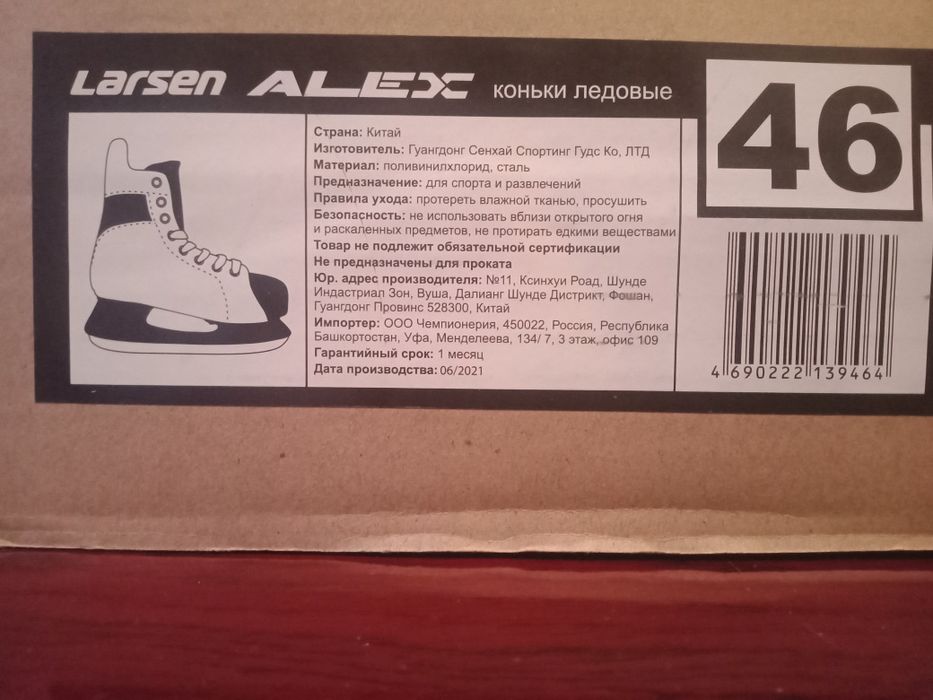 Larsen ALEX коньки ледовые
46
Страна: Китай
Изготовитель: Гуангдонг Сенхай Спортинг Гудс Ко, ЛТД
Материал: поливинилхлорид, сталь
Предназначение: для спорта и развлечений
Правила ухода: протереть влажной тканью, просушить
Безопасность: не использовать вблизи открытого огня
и раскаленных предметов, не протирать едкими веществами
Товар не подлежит обязательной сертификации
Не предназначены для проката
Юр. адрес производителя: №11, Ксинхуи Роад, Шунде
Индастриал Зон, Вуша, Далианг Шунде Дистрикт, Фошан,
Гуангдонг Провинс 528300, Китай
Импортер: ООО Чемпионерия, 450022, Россия, Республика
Башкортостан, Уфа, Менделеева, 134/ 7, 3 этаж, офис 109
Гарантийный срок: 1 месяц
Дата производства: 06/2021
4 690222 139464